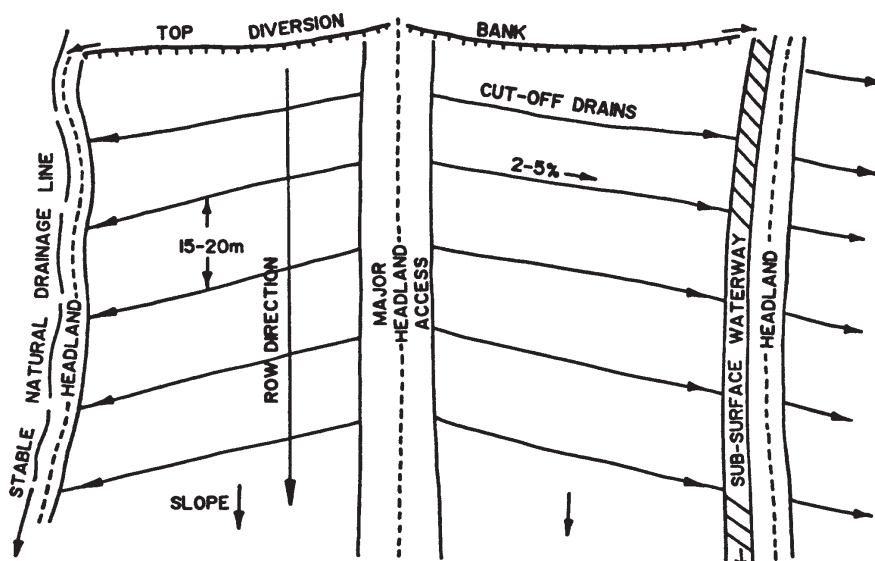 TOP DIVERSION BANK
CUT-OFF DRAINS
2-5%
15-20m
STABLE NATURAL DRAINAGE LINE
HEADLAND
ROW DIRECTION
MAJOR
HEADLAND
ACCESS
SUB-SURFACE WATERWAY
HEADLAND
SLOPE